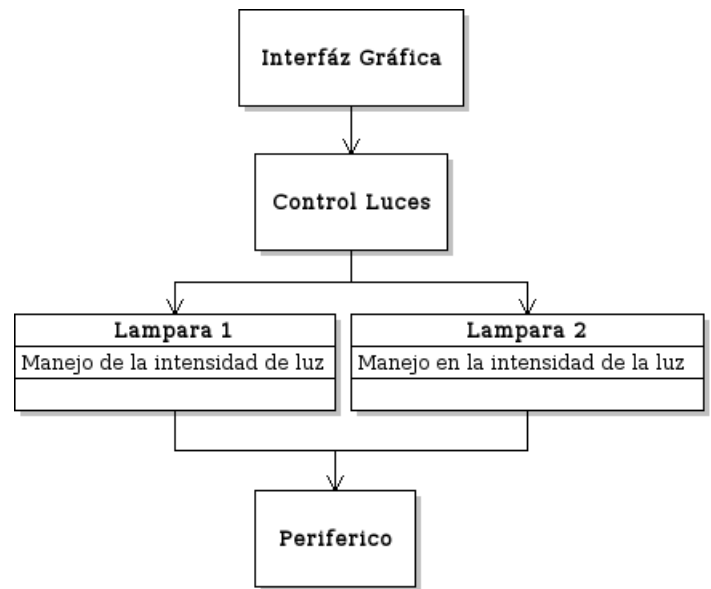 Interfáz Gráfica
Control Luces
Lampara 1
Manejo de la intensidad de luz
Lampara 2
Manejo en la intensidad de la luz
Periferico